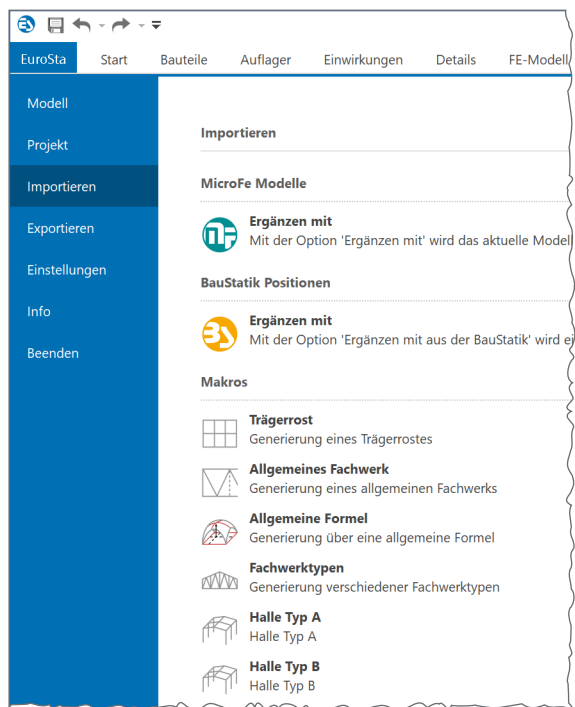 EuroSta Start Bauteile Auflager Einwirkungen Details FE-Modell
Modell
Projekt
Importieren
Exportieren
Einstellungen
Info
Beenden
Importieren
MicroFe Modelle
Ergänzen mit
Mit der Option 'Ergänzen mit' wird das aktuelle Modell
BauStatik Positionen
Ergänzen mit
Mit der Option 'Ergänzen mit aus der BauStatik' wird ei
Makros
Trägerrost
Generierung eines Trägerrostes
Allgemeines Fachwerk
Generierung eines allgemeinen Fachwerks
Allgemeine Formel
Generierung über eine allgemeine Formel
Fachwerktypen
Generierung verschiedener Fachwerktypen
Halle Typ A
Halle Typ A
Halle Typ B
Halle Typ B